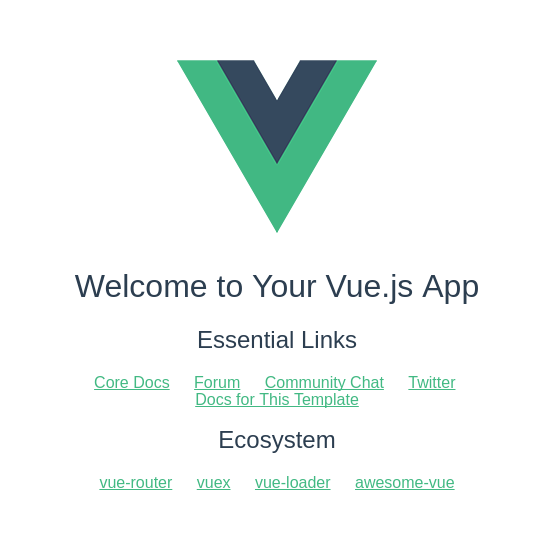 Welcome to Your Vue.js App
Essential Links
Core Docs Forum Community Chat Twitter
Docs for This Template
Ecosystem
vue-router vuex vue-loader awesome-vue